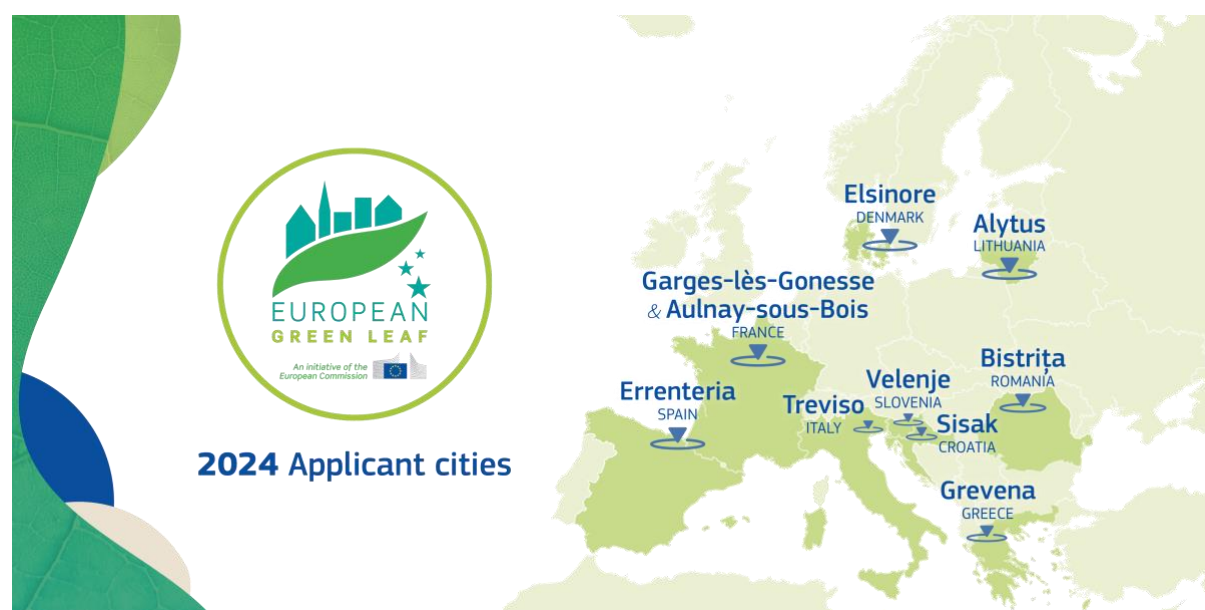 EUROPEAN
GREEN LEAF
An initiative of the
European Commission
2024 Applicant cities
Elsinore
DENMARK
Alytus
LITHUANIA
Garges-lès-Gonesse
& Aulnay-sous-Bois
FRANCE
Errenteria
SPAIN
Treviso
ITALY
Velenje
SLOVENIA
Sisak
CROATIA
Bistrița
ROMANIA
Grevena
GREECE